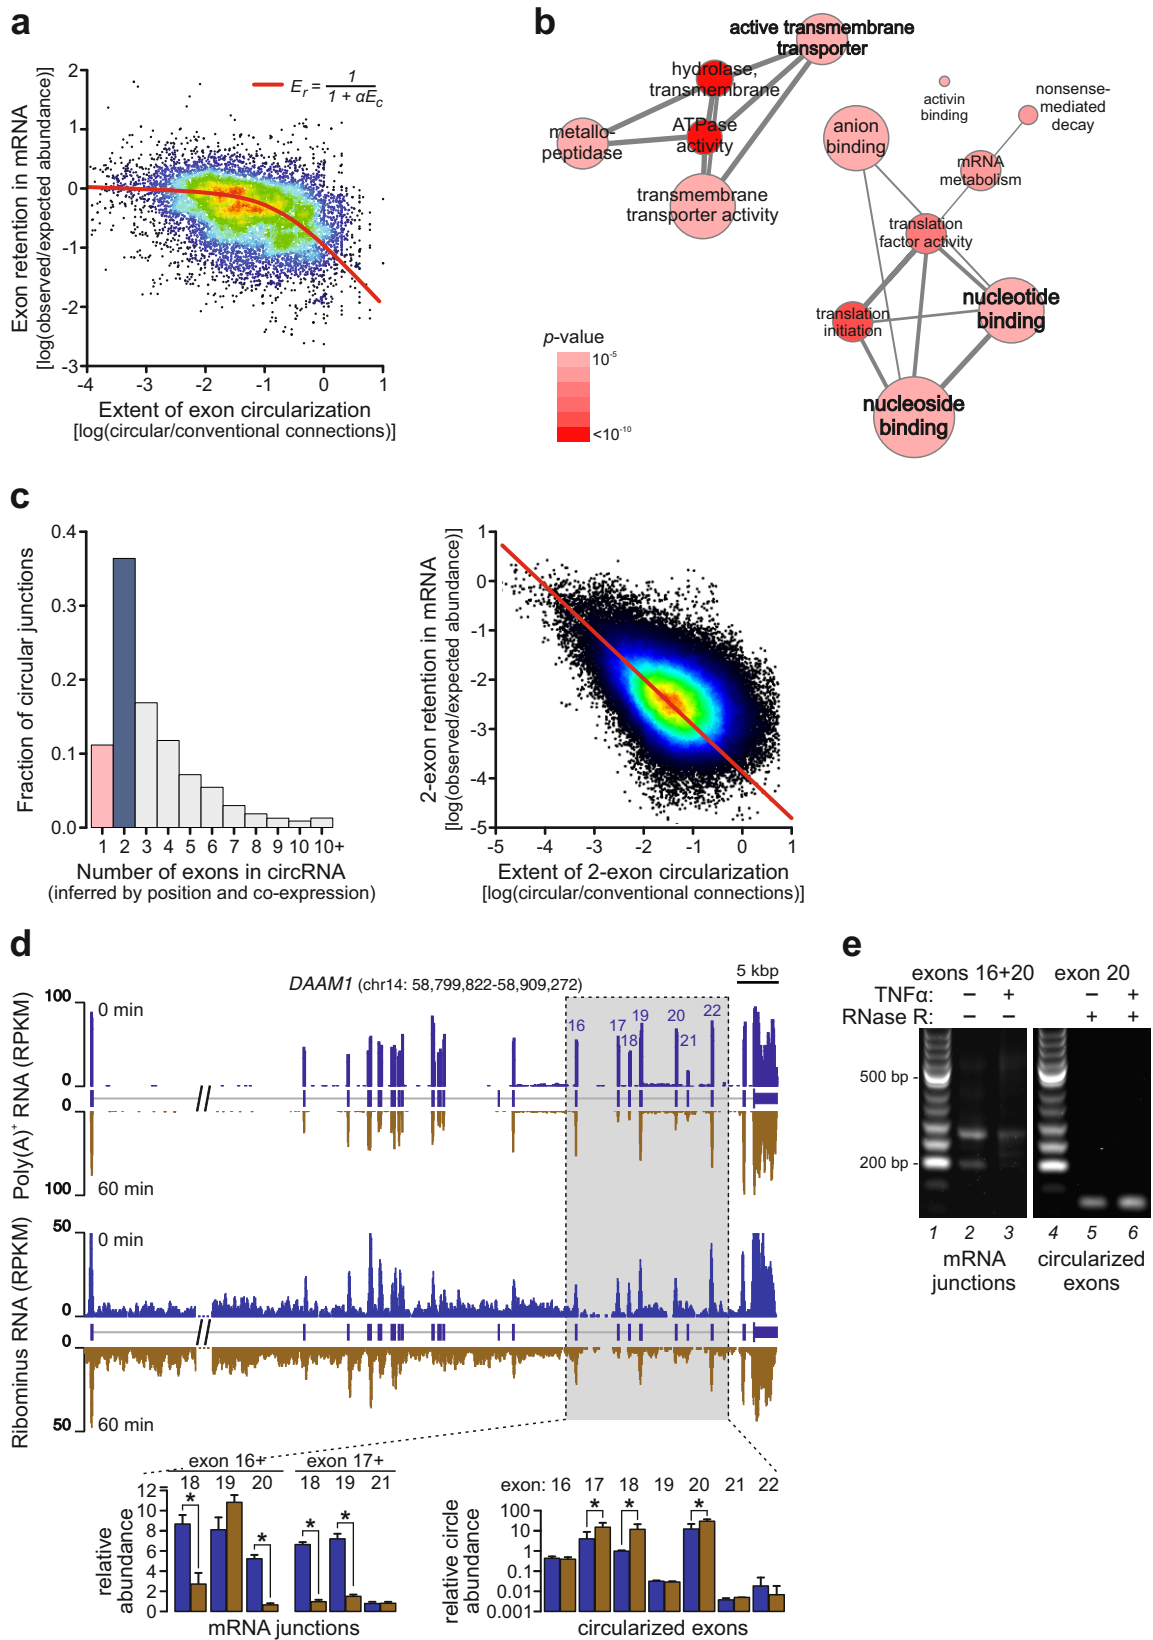 a
Exon retention in mRNA
[log(observed/expected abundance)]
2
1
0
-1
-2
-3
-4 -3 -2 -1 0 1
Er = 1 / 1 + αEc
Extent of exon circularization
[log(circular/conventional connections)]
b
active transmembrane
transporter
hydrolase,
transmembrane
metallo-
peptidase
ATPase
activity
transmembrane
transporter activity
activin
binding
nonsense-
mediated
decay
anion
binding
mRNA
metabolism
translation
factor activity
translation
initiation
nucleotide
binding
nucleoside
binding
p-value
10-5
<10-10
c
Fraction of circular junctions
0.4
0.3
0.2
0.1
0.0
1 2 3 4 5 6 7 8 9 10 10+
Number of exons in circRNA
(inferred by position and co-expression)
2-exon retention in mRNA
[log(observed/expected abundance)]
1
0
-1
-2
-3
-4
-5
-5 -4 -3 -2 -1 0 1
Extent of 2-exon circularization
[log(circular/conventional connections)]
d
DAAM1 (chr14: 58,799,822-58,909,272)
5 kbp
Poly(A)+ RNA (RPKM)
100
0 min
0
0
100
60 min
16 17 18 19 20 21 22
Ribominus RNA (RPKM)
50
0 min
0
0
50
60 min
exon 16+ exon 17+
18 19 20 18 19 21
relative
abundance
12
10
8
6
4
2
0
* * * *
mRNA junctions
exon: 16 17 18 19 20 21 22
relative circle
abundance
100
10
1
0.1
0.01
0.001
* * *
circularized exons
e
exons 16+20 exon 20
TNFα: – + – +
RNase R: – – + +
500 bp -
200 bp -
1 2 3 4 5 6
mRNA
junctions
circularized
exons